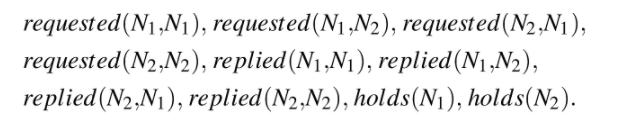 requested(N₁,N₁), requested(N₁,N₂), requested(N₂,N₁),
requested(N₂,N₂), replied(N₁,N₁), replied(N₁,N₂),
replied(N₂,N₁), replied(N₂,N₂), holds(N₁), holds(N₂).